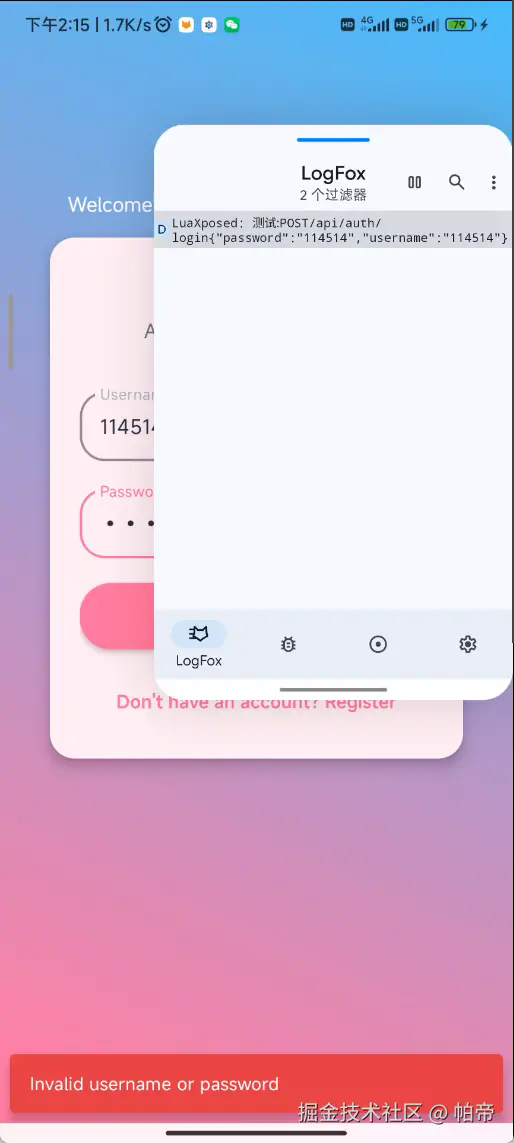 下午2:15 | 1.7K/s
HD 4G HD 5G 79
Welcome
LogFox
2 个过滤器
D LuaXposed: 测试:POST/api/auth/
login{"password":"114514","username":"114514"}
A
Usernam
114514
Passwo
LogFox
Don't have an account? Register
Invalid username or password
掘金技术社区 @ 帕帝